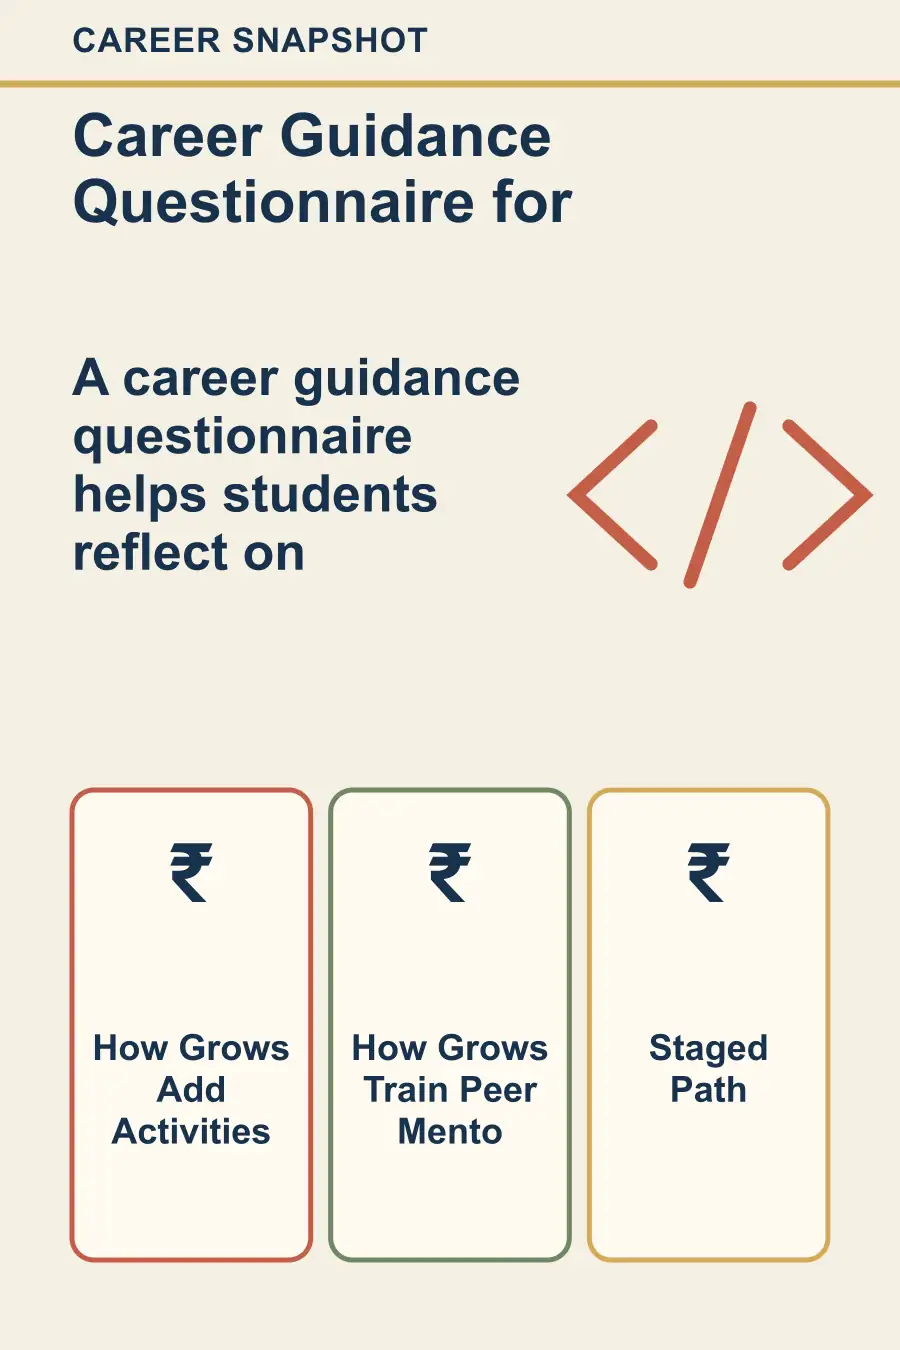 CAREER SNAPSHOT
Career Guidance
Questionnaire for
A career guidance
questionnaire
helps students
reflect on
</>
₹
How Grows
Add
Activities
₹
How Grows
Train Peer
Mento
₹
Staged
Path